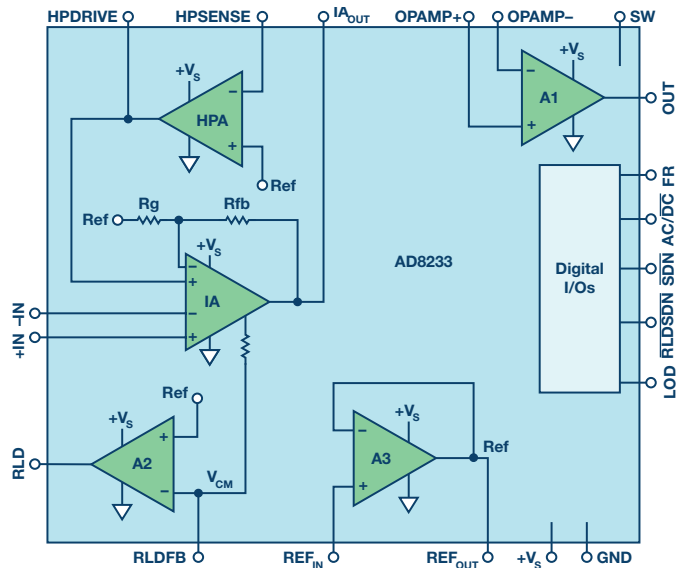 HPDRIVE HPSENSE IAOUT OPAMP+ OPAMP– SW
+VS
–
HPA
+
Ref
+VS
–
A1
+
OUT
FR
AC/DC
SDN
RLDSDN
LOD
Digital
I/Os
Rg Rfb
Ref
+VS
–
+
IA
–
+
AD8233
–IN
+IN
Ref
+VS
+
A2
–
VCM
RLD
+VS
–
A3
+
Ref
RLDFB REFIN REFOUT +VS GND